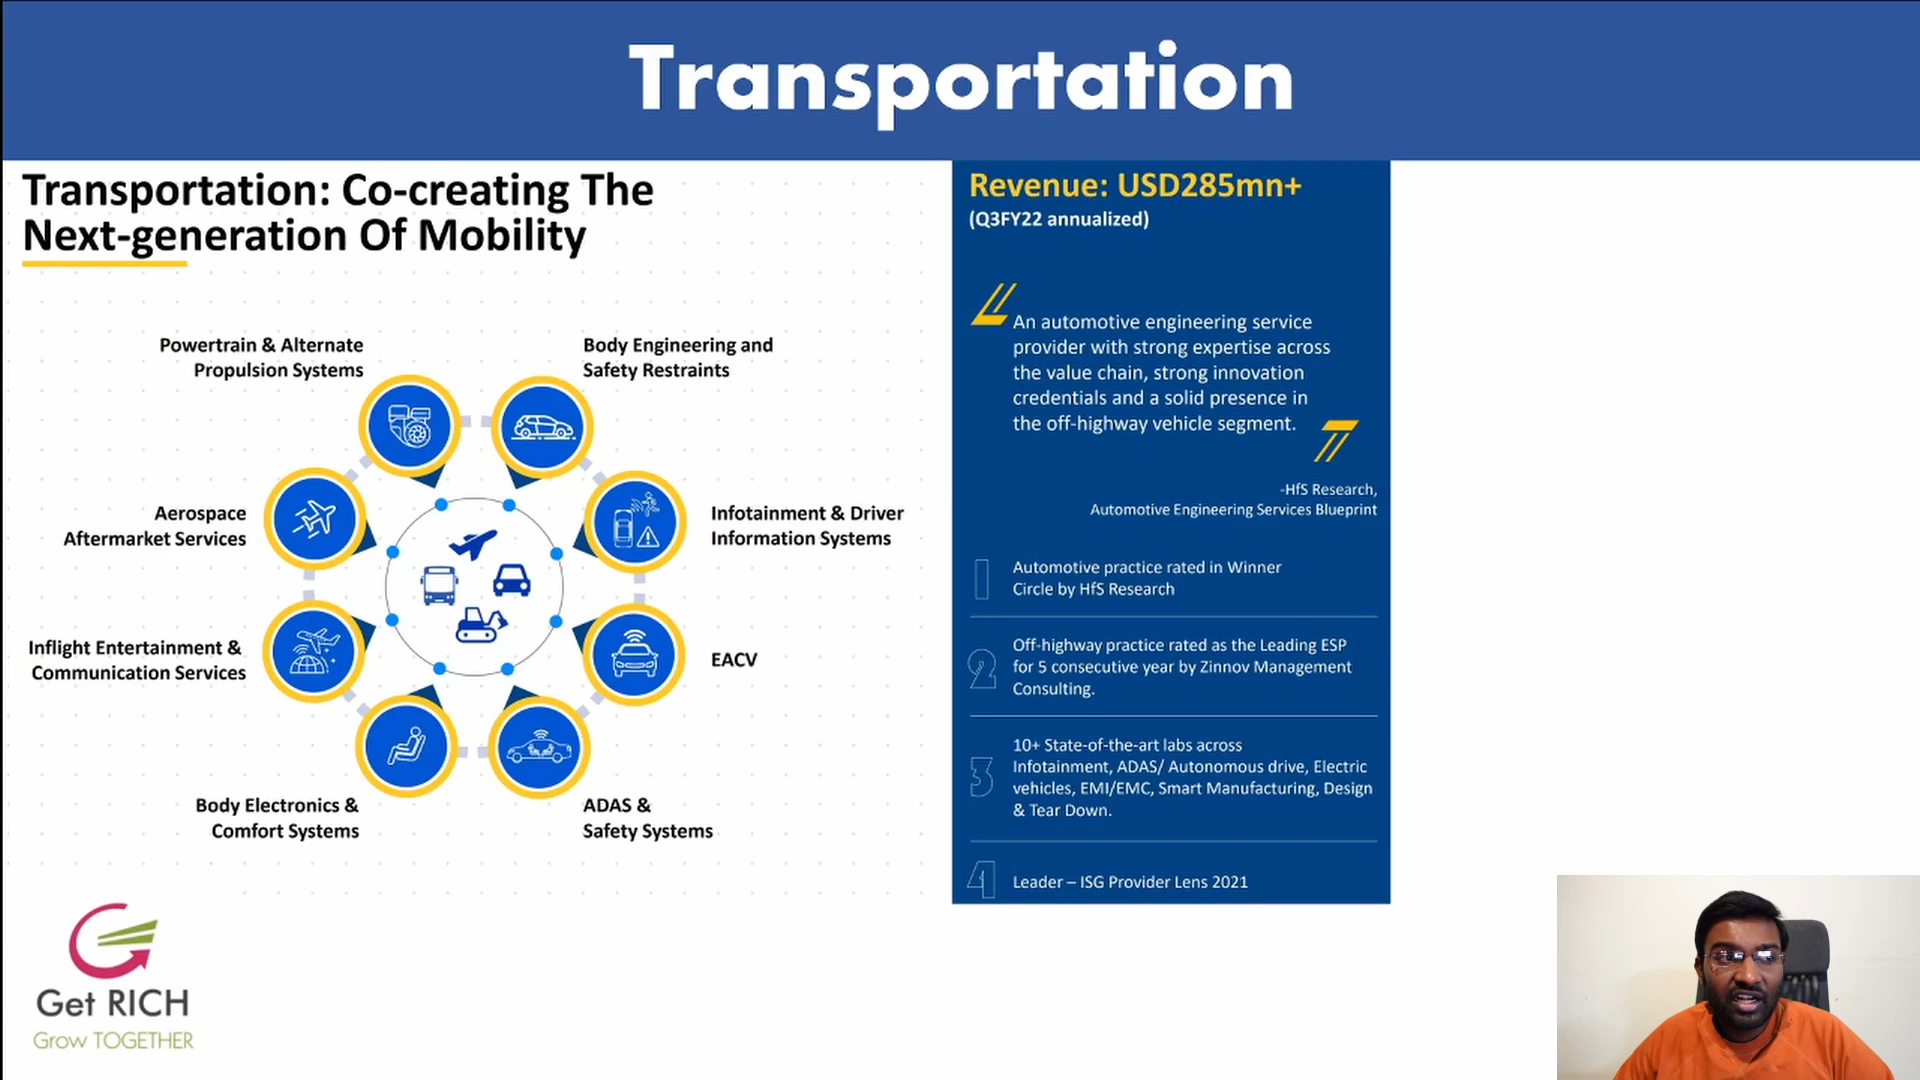 Transportation
Transportation: Co-creating The
Next-generation Of Mobility
Powertrain & Alternate
Propulsion Systems
Body Engineering and
Safety Restraints
Aerospace
Aftermarket Services
Infotainment & Driver
Information Systems
Inflight Entertainment &
Communication Services
EACV
Body Electronics &
Comfort Systems
ADAS &
Safety Systems
Revenue: USD285mn+
(Q3FY22 annualized)
An automotive engineering service
provider with strong expertise across
the value chain, strong innovation
credentials and a solid presence in
the off-highway vehicle segment.
-HfS Research,
Automotive Engineering Services Blueprint
1
Automotive practice rated in Winner
Circle by HfS Research
2
Off-highway practice rated as the Leading ESP
for 5 consecutive year by Zinnov Management
Consulting.
3
10+ State-of-the-art labs across
Infotainment, ADAS/ Autonomous drive, Electric
vehicles, EMI/EMC, Smart Manufacturing, Design
& Tear Down.
4
Leader – ISG Provider Lens 2021
Get RICH
Grow TOGETHER